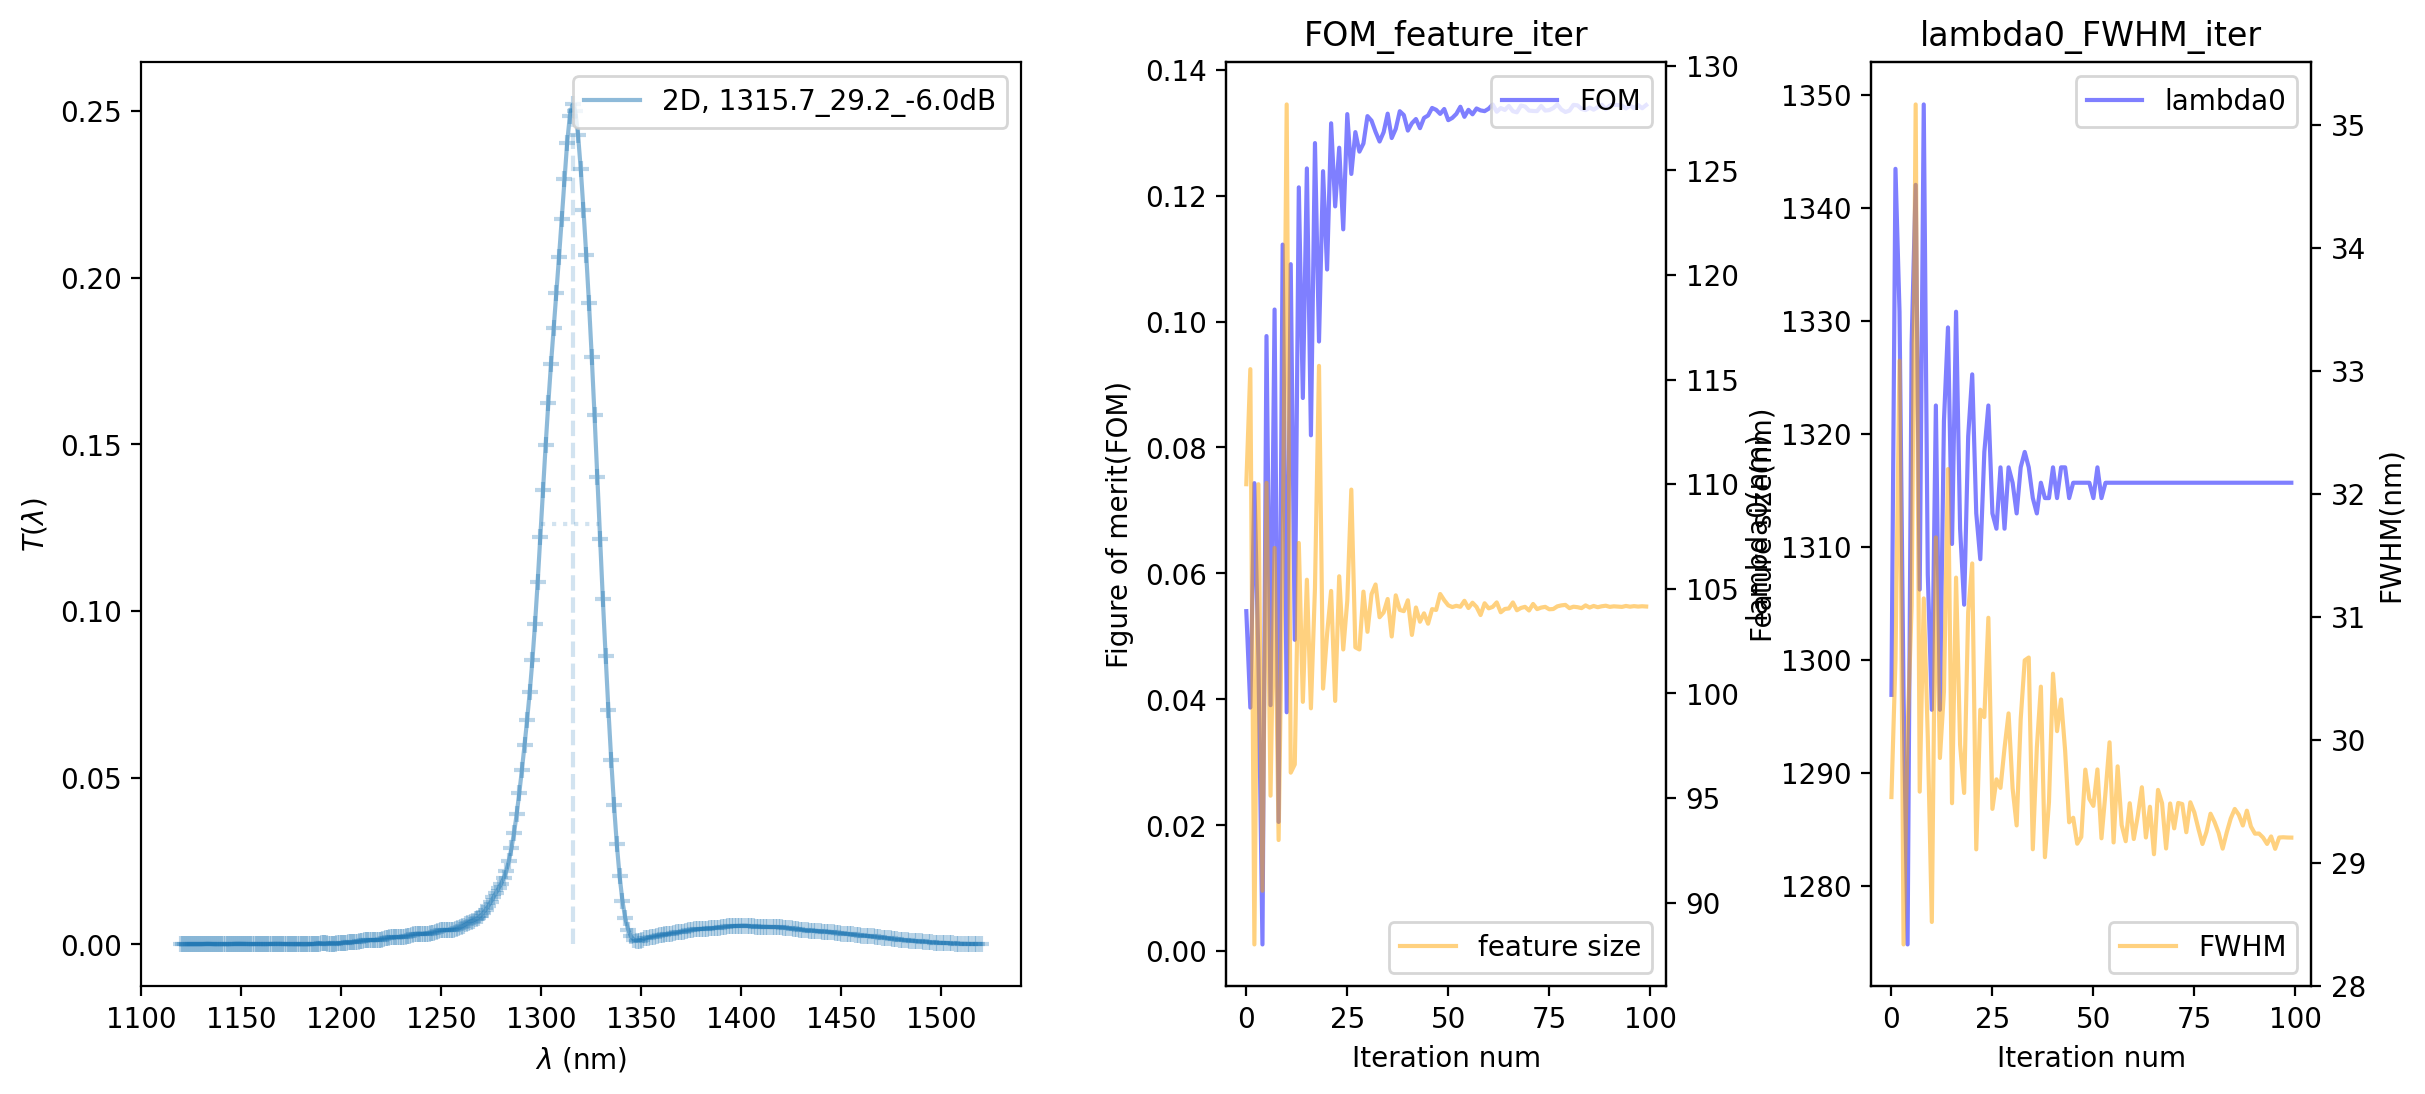 0.25
0.20
0.15
0.10
0.05
0.00
T(λ)
1100 1150 1200 1250 1300 1350 1400 1450 1500
λ (nm)
2D, 1315.7_29.2_-6.0dB
FOM_feature_iter
0.14
0.12
0.10
0.08
0.06
0.04
0.02
0.00
Figure of merit(FOM)
FOM
feature size
0 25 50 75 100
Iteration num
130
125
120
115
110
105
100
95
90
Feature size(nm)
lambda0_FWHM_iter
lambda0(nm)
1350
1340
1330
1320
1310
1300
1290
1280
lambda0
FWHM
0 25 50 75 100
Iteration num
35
34
33
32
31
30
29
28
FWHM(nm)